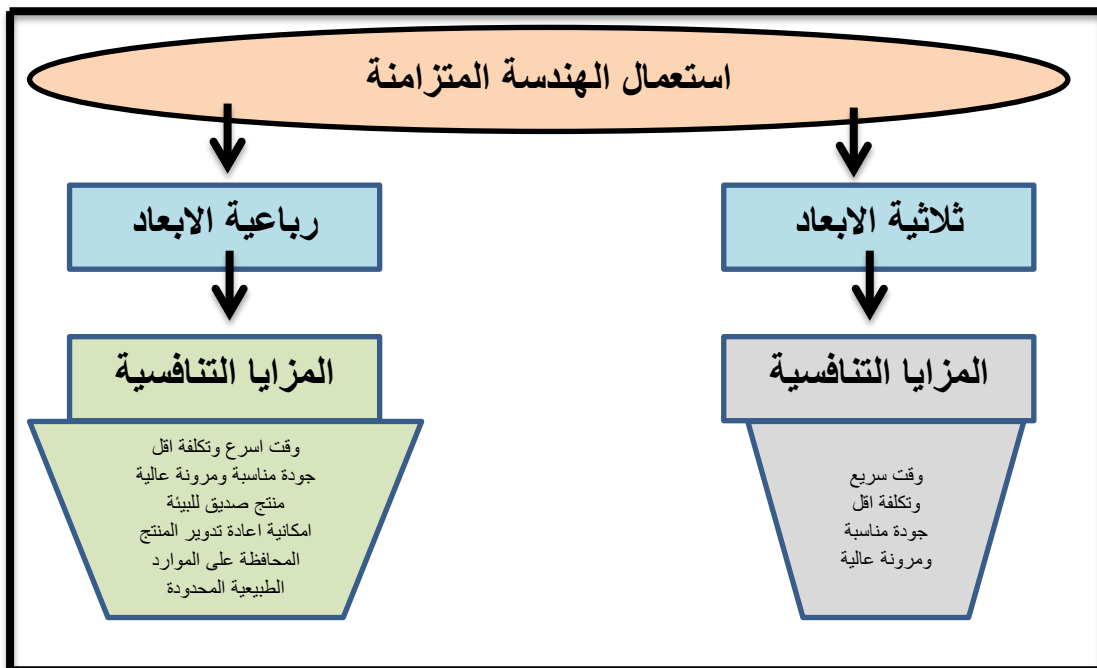 استعمال الهندسة المتزامنة
ثلاثية الابعاد
رباعية الابعاد
المزايا التنافسية
وقت سريع
وتكلفة اقل
جودة مناسبة
ومرونة عالية
المزايا التنافسية
وقت اسرع وتكلفة اقل
جودة مناسبة ومرونة عالية
منتج صديق للبيئة
امكانية اعادة تدوير المنتج
المحافظة على الموارد
الطبيعية المحدودة